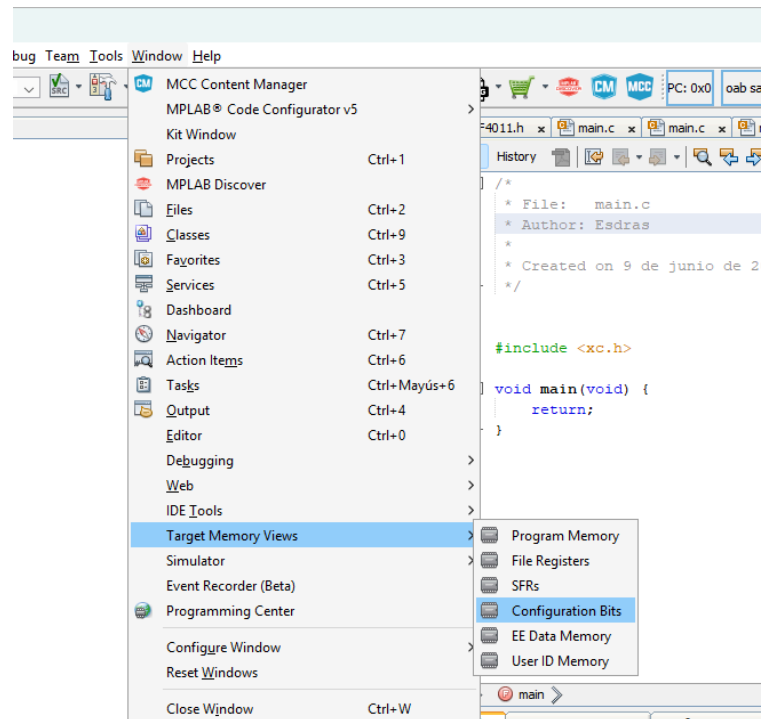 bug Team Tools Window Help
SRC CM MCC PC: 0x0 oab sa
MCC Content Manager
MPLAB® Code Configurator v5
Kit Window
Projects Ctrl+1
MPLAB Discover
Files Ctrl+2
Classes Ctrl+9
Favorites Ctrl+3
Services Ctrl+5
Dashboard
Navigator Ctrl+7
Action Items Ctrl+6
Tasks Ctrl+Mayús+6
Output Ctrl+4
Editor Ctrl+0
Debugging
Web
IDE Tools
Target Memory Views
Simulator
Event Recorder (Beta)
Programming Center
Configure Window
Reset Windows
Close Window Ctrl+W
Program Memory
File Registers
SFRs
Configuration Bits
EE Data Memory
User ID Memory
F4011.h x main.c x main.c x
History
/*
* File: main.c
* Author: Esdras
*
* Created on 9 de junio de 2
*/
#include <xc.h>
void main(void) {
return;
}
main